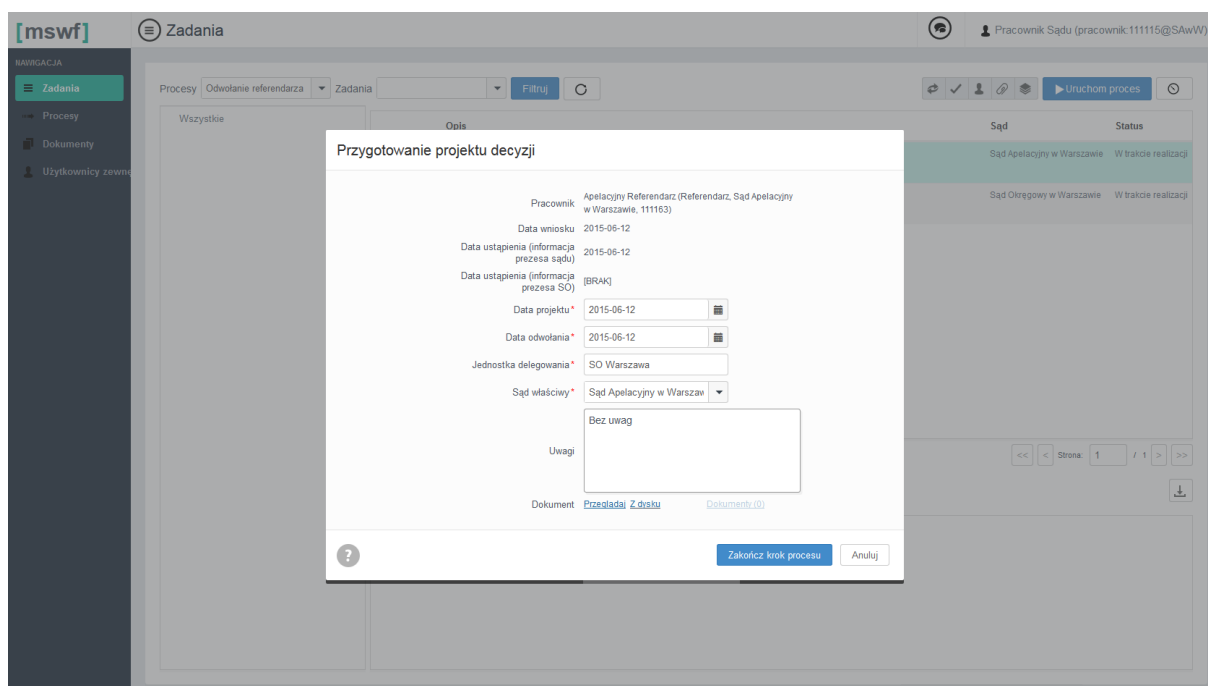 [mswf]
Zadania
Pracownik Sądu (pracownik:111115@SAwW)
NAWIGACJA
Zadania
Procesy
Dokumenty
Użytkownicy zewnę
Procesy Odwołanie referendarza Zadania Filtruj Uruchom proces
Wszystkie
Opis Sąd Status
Sąd Apelacyjny w Warszawie W trakcie realizacji
Sąd Okręgowy w Warszawie W trakcie realizacji
Przygotowanie projektu decyzji
Pracownik Apelacyjny Referendarz (Referendarz, Sąd Apelacyjny
w Warszawie, 111163)
Data wniosku 2015-06-12
Data ustąpienia (informacja
prezesa sądu) 2015-06-12
Data ustąpienia (informacja
prezesa SO) [BRAK]
Data projektu* 2015-06-12
Data odwołania* 2015-06-12
Jednostka delegowania* SO Warszawa
Sąd właściwy* Sąd Apelacyjny w Warszaw
Uwagi Bez uwag
Dokument Przeglądaj Z dysku Dokumenty (0)
<< < Strona: 1 / 1 > >>
? Zakończ krok procesu Anuluj